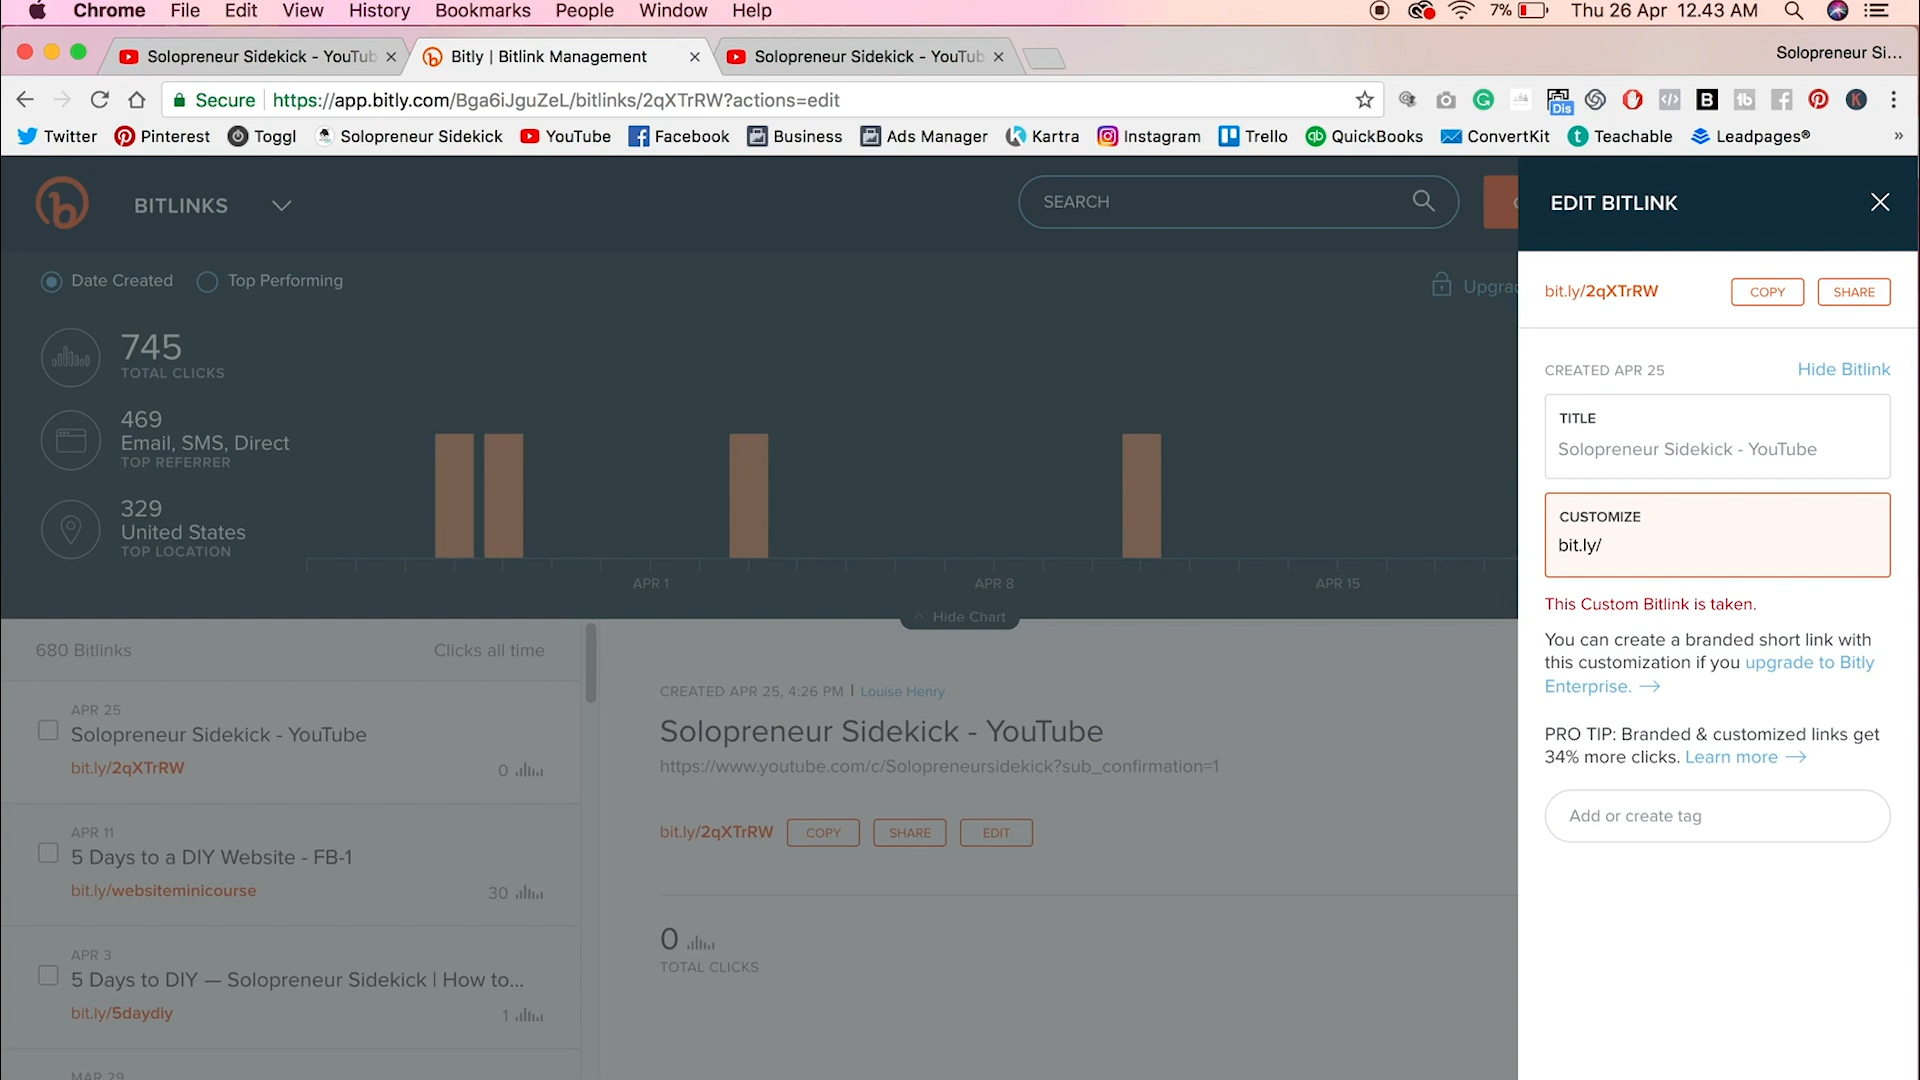 Chrome File Edit View History Bookmarks People Window Help 7% Thu 26 Apr 12.43 AM
Solopreneur Sidekick - YouTub Bitly | Bitlink Management Solopreneur Sidekick - YouTub Solopreneur Si...
Secure https://app.bitly.com/Bga6iJguZeL/bitlinks/2qXTrRW?actions=edit Dis
Twitter Pinterest Toggl Solopreneur Sidekick YouTube Facebook Business Ads Manager Kartra Instagram Trello QuickBooks ConvertKit Teachable Leadpages® »
BITLINKS SEARCH
Date Created Top Performing Upgra
745
TOTAL CLICKS
469
Email, SMS, Direct
TOP REFERRER
329
United States
TOP LOCATION
APR 1 APR 8 APR 15
Hide Chart
680 Bitlinks Clicks all time
APR 25
Solopreneur Sidekick - YouTube
bit.ly/2qXTrRW 0
APR 11
5 Days to a DIY Website - FB-1
bit.ly/websiteminicourse 30
APR 3
5 Days to DIY — Solopreneur Sidekick | How to...
bit.ly/5daydiy 1
MAR 29
CREATED APR 25, 4:26 PM | Louise Henry
Solopreneur Sidekick - YouTube
https://www.youtube.com/c/Solopreneursidekick?sub_confirmation=1
bit.ly/2qXTrRW COPY SHARE EDIT
0
TOTAL CLICKS
EDIT BITLINK
bit.ly/2qXTrRW COPY SHARE
CREATED APR 25 Hide Bitlink
TITLE
Solopreneur Sidekick - YouTube
CUSTOMIZE
bit.ly/
This Custom Bitlink is taken.
You can create a branded short link with
this customization if you upgrade to Bitly
Enterprise. →
PRO TIP: Branded & customized links get
34% more clicks. Learn more →
Add or create tag